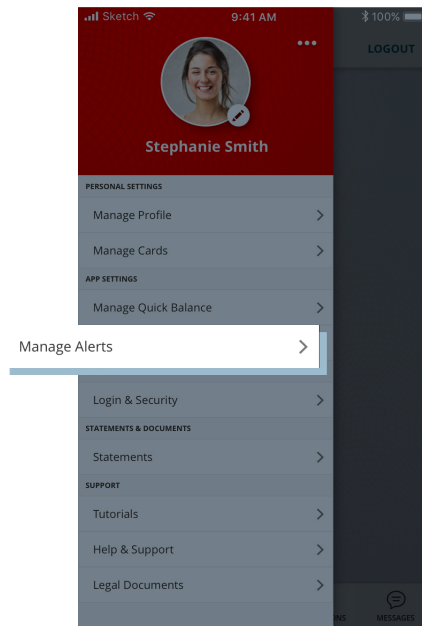 Sketch 9:41 AM 100%
LOGOUT
Stephanie Smith
PERSONAL SETTINGS
Manage Profile
Manage Cards
APP SETTINGS
Manage Quick Balance
Manage Alerts
Login & Security
STATEMENTS & DOCUMENTS
Statements
SUPPORT
Tutorials
Help & Support
Legal Documents
MESSAGES